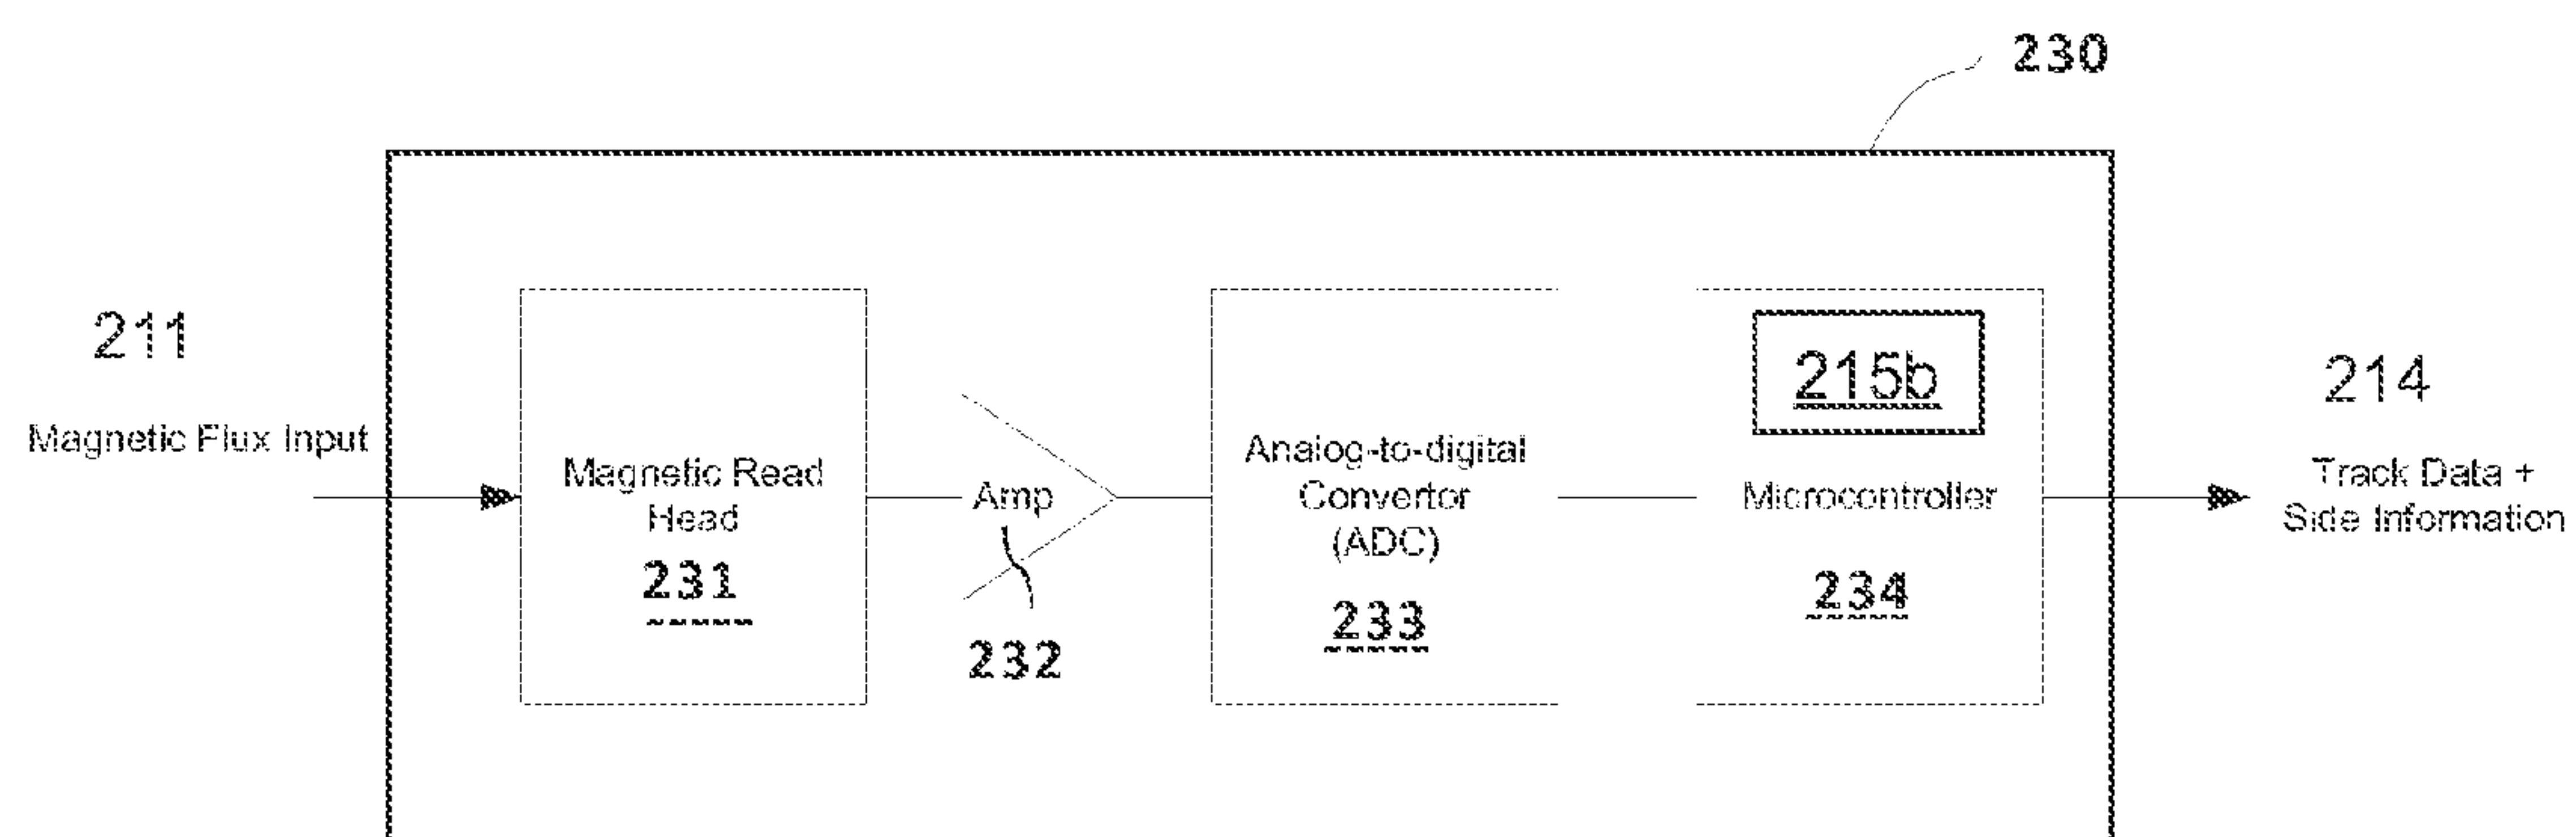 230
211
Magnetic Flux Input
Magnetic Read
Head
231
Amp
232
Analog-to-digital
Convertor
(ADC)
233
215b
Microcontroller
234
214
Track Data +
Side Information